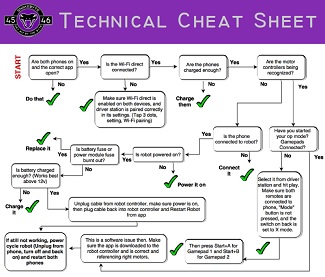 45 46
TECHNICAL CHEAT SHEET
START
Are both phones
on and the correct app
open?
Yes
Is the Wi-Fi direct
connected?
Yes
Are the phones
charged enough?
Yes
Are the motor
controllers being
recognized?
No
Do that
No
Make sure Wi-Fi direct is
enabled on both devices, and
driver station is paired correctly
in its settings. (Tap 3 dots,
setting, Wi-Fi pairing)
No
Charge
them
No
Yes
Is the phone
connected to robot?
Have you started
your op mode?
Gamepads
Connected?
Replace it
Yes
Is battery fuse or
power module fuse
burnt out?
No
Is robot powered on?
Yes
No
Power it on
No
Connect
it
No
Select it from driver
station and hit play.
Make sure both
remotes are
connected to phone,
"Mode"
button is not
pressed, and
the switch on back is
set to X mode.
Yes
Is battery charged
enough? (Works best
above 12v)
No
Charge
it
Yes
Unplug cable from robot controller, make sure power is on,
then plug cable back into robot controller and Restart Robot
from app
If still not working, power
cycle robot (Unplug from
phone, turn off and back
on) and restart both
phones
This is a software issue then. Make
sure the app is downloaded to the
robot controller and is correct and
referencing right motors.
Then press Start+A for
Gamepad 1 and Start+B
for Gamepad 2